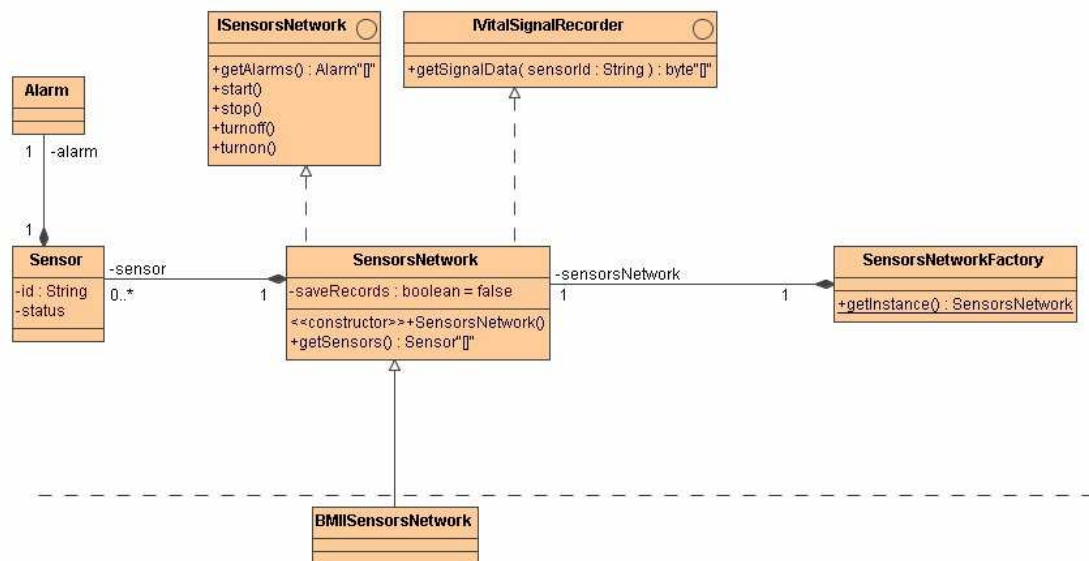 ISensorsNetwork
+getAlarms() : Alarm"[]"
+start()
+stop()
+turnoff()
+turnon()
IVitalSignalRecorder
+getSignalData( sensorId : String ) : byte"[]"
Alarm
1
-alarm
1
Sensor
-id : String
-status
-sensor
0..*
1
SensorsNetwork
-saveRecords : boolean = false
<<constructor>>+SensorsNetwork()
+getSensors() : Sensor"[]"
-sensorsNetwork
1
1
SensorsNetworkFactory
+getInstance() : SensorsNetwork
BMIISensorsNetwork